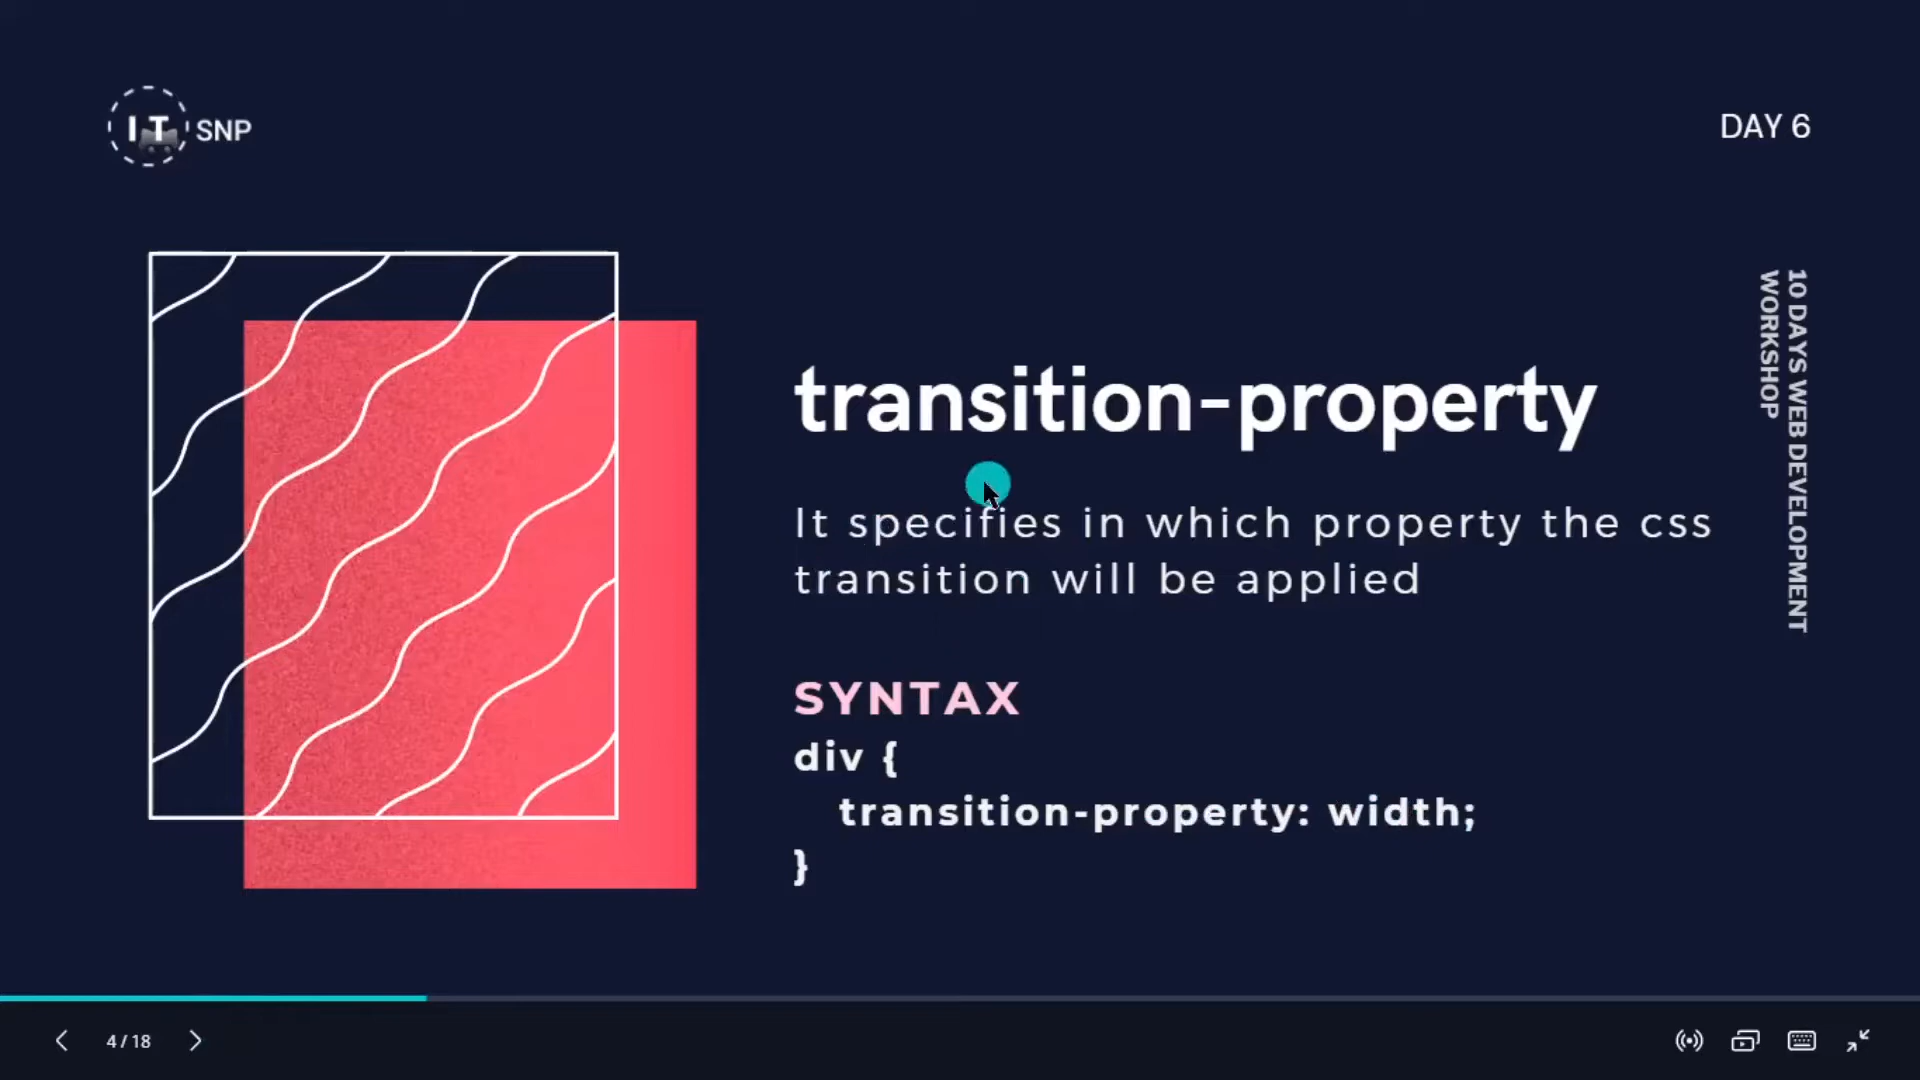 IT SNP
DAY 6
10 DAYS WEB DEVELOPMENT
WORKSHOP
transition-property
It specifies in which property the css
transition will be applied
SYNTAX
div {
transition-property: width;
}
4 / 18